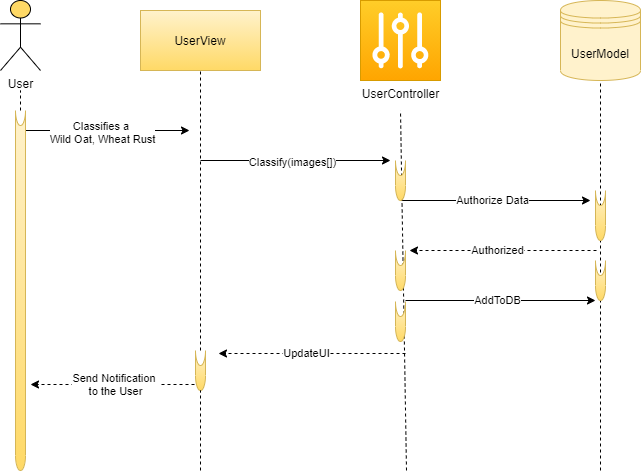 UserView
UserModel
User
UserController
Classifies a
Wild Oat, Wheat Rust
Classify(images[])
Authorize Data
Authorized
AddToDB
UpdateUI
Send Notification
to the User